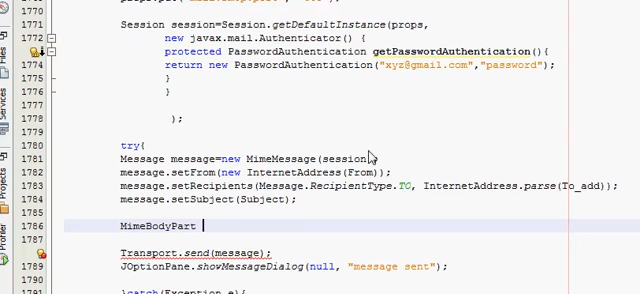 1770
1771 Session session=Session.getDefaultInstance(props,
1772 new javax.mail.Authenticator() {
protected PasswordAuthentication getPasswordAuthentication(){
1774 return new PasswordAuthentication("xyz@gmail.com","password");
1775 }
1776 }
1777
1778 );
1779
1780 try{
1781 Message message=new MimeMessage(session
1782 message.setFrom(new InternetAddress(From));
1783 message.setRecipients(Message.RecipientType.TO, InternetAddress.parse(To_add));
1784 message.setSubject(Subject);
1785
1786 MimeBodyPart
1787
Transport.send(message);
1789 JOptionPane.showMessageDialog(null, "message sent");
1790
}catch(Exception e){
Services
Projects
Profiler